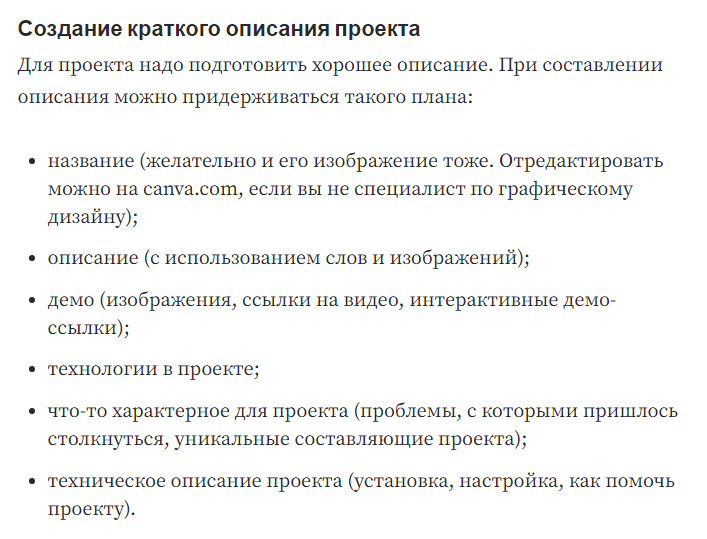 Создание краткого описания проекта
Для проекта надо подготовить хорошее описание. При составлении
описания можно придерживаться такого плана:
• название (желательно и его изображение тоже. Отредактировать
можно на canva.com, если вы не специалист по графическому
дизайну);
• описание (с использованием слов и изображений);
• демо (изображения, ссылки на видео, интерактивные демо-
ссылки);
• технологии в проекте;
• что-то характерное для проекта (проблемы, с которыми пришлось
столкнуться, уникальные составляющие проекта);
• техническое описание проекта (установка, настройка, как помочь
проекту).